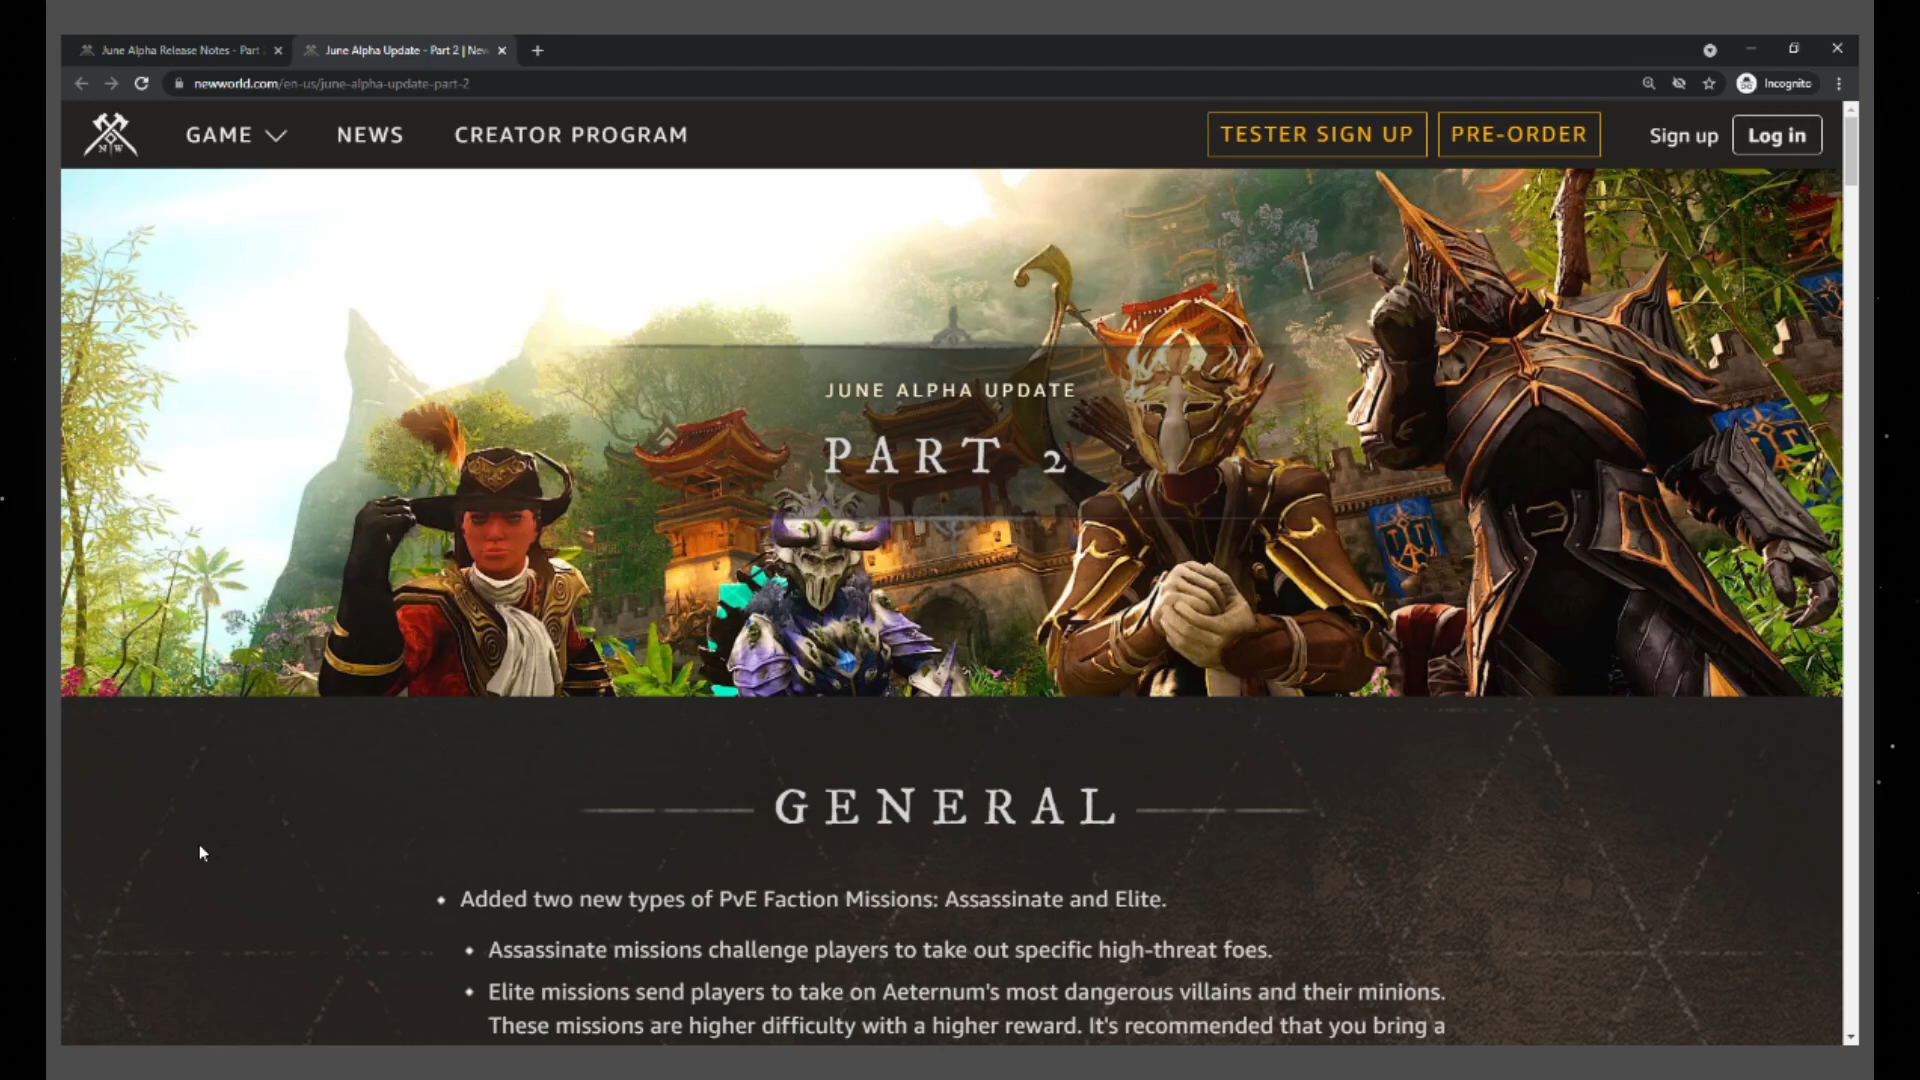 June Alpha Release Notes - Part
June Alpha Update - Part 2 | New
newworld.com/en-us/june-alpha-update-part-2
Incognito
N W
GAME
NEWS
CREATOR PROGRAM
TESTER SIGN UP
PRE-ORDER
Sign up
Log in
JUNE ALPHA UPDATE
PART 2
GENERAL
• Added two new types of PvE Faction Missions: Assassinate and Elite.
• Assassinate missions challenge players to take out specific high-threat foes.
• Elite missions send players to take on Aeternum's most dangerous villains and their minions.
These missions are higher difficulty with a higher reward. It's recommended that you bring a